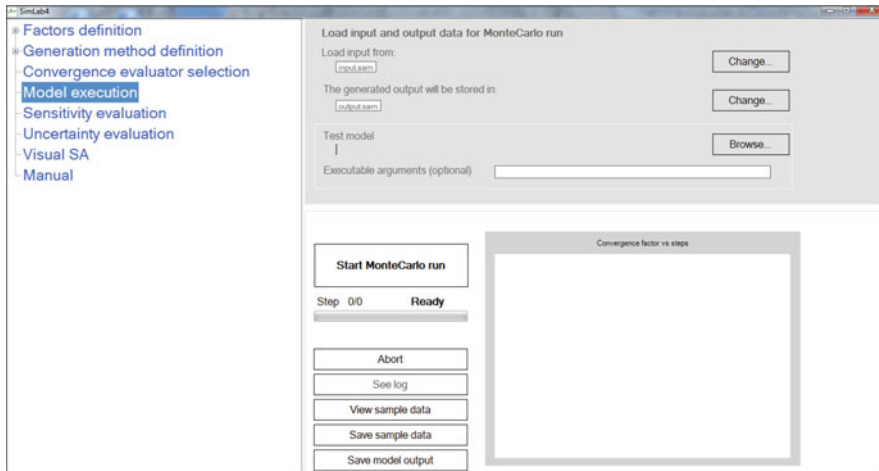 SimLab4
Factors definition
Generation method definition
Convergence evaluator selection
Model execution
Sensitivity evaluation
Uncertainty evaluation
Visual SA
Manual
Load input and output data for MonteCarlo run
Load input from:
input.sam
Change...
The generated output will be stored in:
output.sam
Change...
Test model
Browse...
Executable arguments (optional)
Start MonteCarlo run
Step 0/0 Ready
Abort
See log
View sample data
Save sample data
Save model output
Convergence factor vs steps